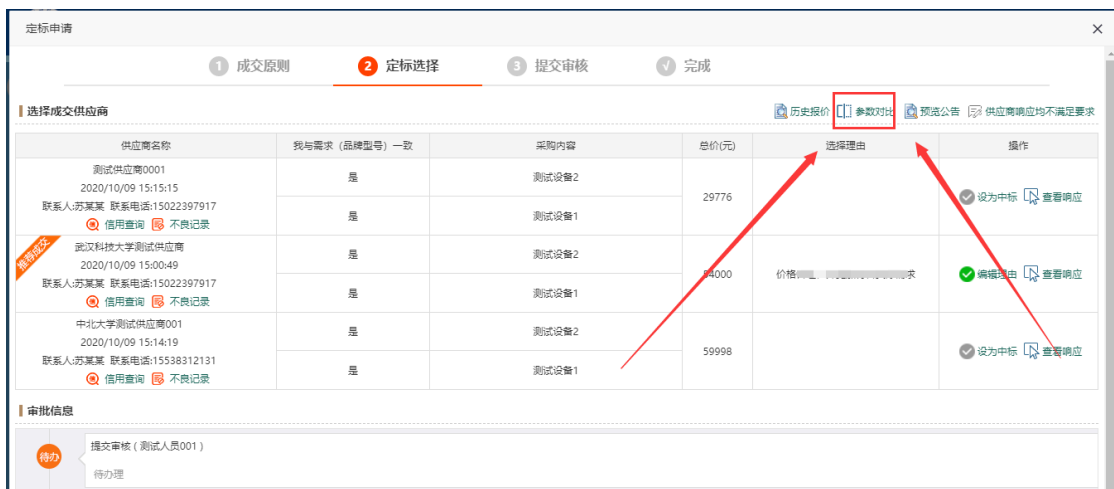 定标申请
1 成交原则 2 定标选择 3 提交审核 √ 完成
选择成交供应商 历史报价 参数对比 预览公告 供应商响应均不满足要求
供应商名称 我与需求（品牌型号）一致 采购内容 总价(元) 选择理由 操作
测试供应商0001
2020/10/09 15:15:15
联系人:苏某某 联系电话:15022397917
信用查询 不良记录
是 测试设备2
是 测试设备1
29776
设为中标 查看响应
推荐成交
武汉科技大学测试供应商
2020/10/09 15:00:49
联系人:苏某某 联系电话:15022397917
信用查询 不良记录
是 测试设备2
是 测试设备1
4000
价格 求
编辑理由 查看响应
中北大学测试供应商001
2020/10/09 15:14:19
联系人:苏某某 联系电话:15538312131
信用查询 不良记录
是 测试设备2
是 测试设备1
59998
设为中标 查看响应
审批信息
待办
提交审核（测试人员001）
待办理